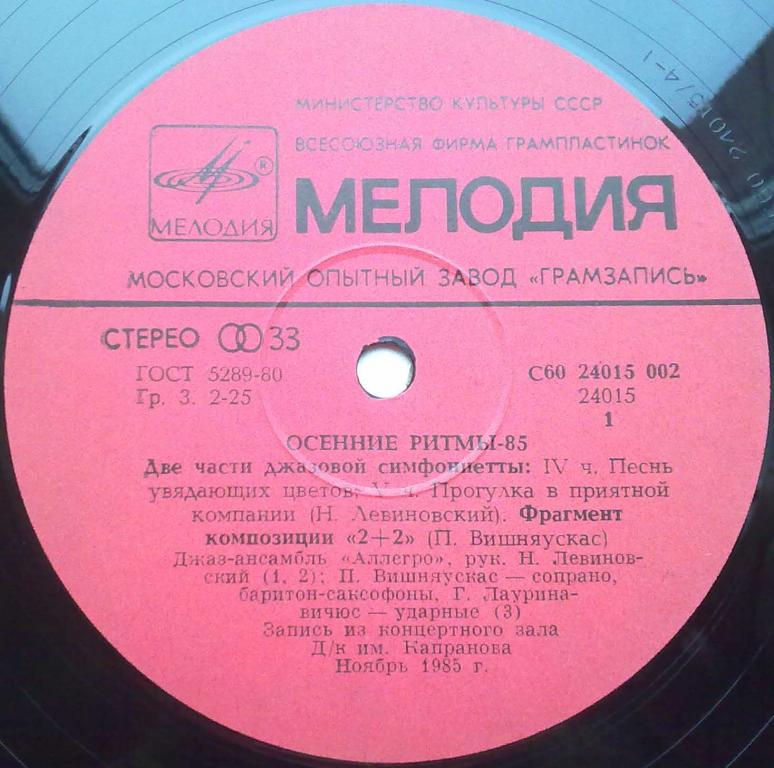 МИНИСТЕРСТВО КУЛЬТУРЫ СССР
ВСЕСОЮЗНАЯ ФИРМА ГРАМПЛАСТИНОК
®
МЕЛОДИЯ
МЕЛОДИЯ
МОСКОВСКИЙ ОПЫТНЫЙ ЗАВОД «ГРАМЗАПИСЬ»
СТЕРЕО 33
ГОСТ 5289-80
Гр. 3. 2-25
С60 24015 002
24015
1
ОСЕННИЕ РИТМЫ-85
Две части джазовой симфониетты: IV ч. Песнь
увядающих цветов; V ч. Прогулка в приятной
компании (Н. Левиновский). Фрагмент
композиции «2+2» (П. Вишняускас)
Джаз-ансамбль «Аллегро», рук. Н. Левинов-
ский (1, 2); П. Вишняускас — сопрано,
баритон-саксофоны, Г. Лаурина-
вичюс — ударные (3)
Запись из концертного зала
Д/к им. Капранова
Ноябрь 1985 г.